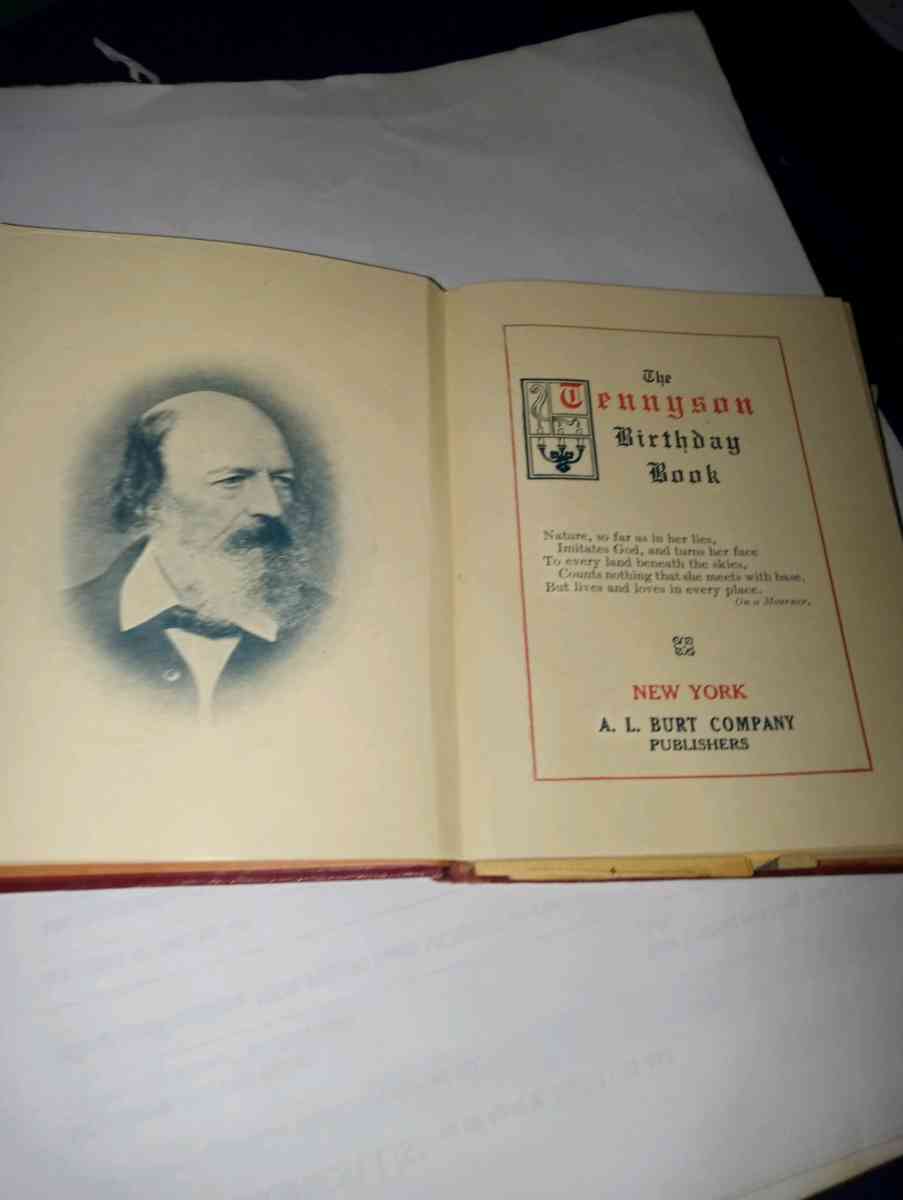 The
Tennyson
Birthday
Book
Nature, so far as in her lies,
Imitates God, and turns her face
To every land beneath the skies,
Counts nothing that she meets with base,
But lives and loves in every place.
On a Mourner.
NEW YORK
A. L. BURT COMPANY
PUBLISHERS